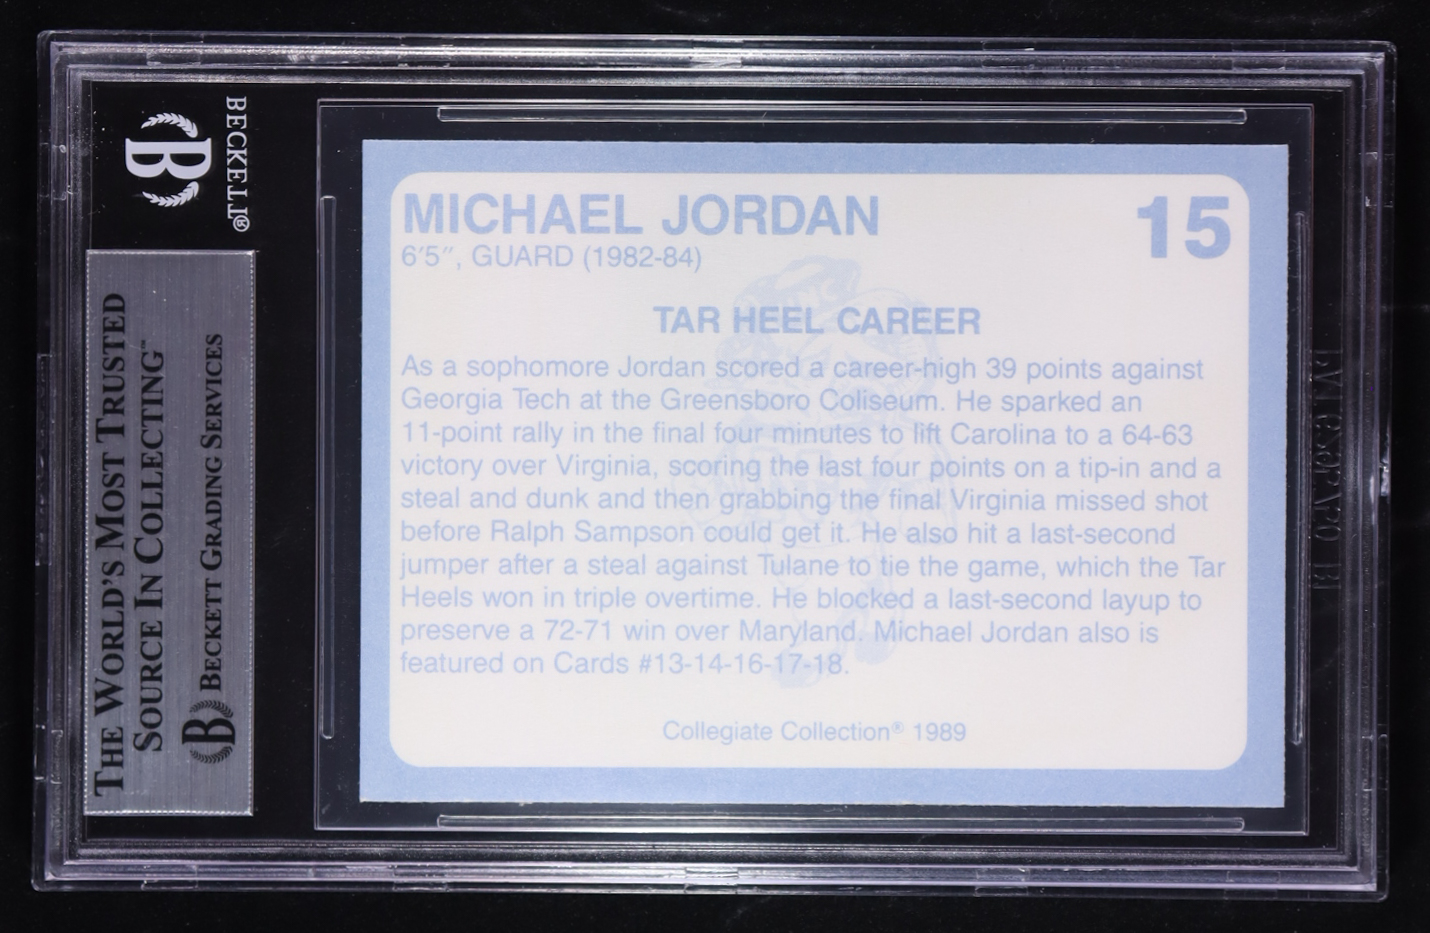 BECKETT®
B
THE WORLD'S MOST TRUSTED
SOURCE IN COLLECTING™
B BECKETT GRADING SERVICES
MICHAEL JORDAN
15
6'5", GUARD (1982-84)
TAR HEEL CAREER
As a sophomore Jordan scored a career-high 39 points against
Georgia Tech at the Greensboro Coliseum. He sparked an
11-point rally in the final four minutes to lift Carolina to a 64-63
victory over Virginia, scoring the last four points on a tip-in and a
steal and dunk and then grabbing the final Virginia missed shot
before Ralph Sampson could get it. He also hit a last-second
jumper after a steal against Tulane to tie the game, which the Tar
Heels won in triple overtime. He blocked a last-second layup to
preserve a 72-71 win over Maryland. Michael Jordan also is
featured on Cards #13-14-16-17-18.
Collegiate Collection® 1989